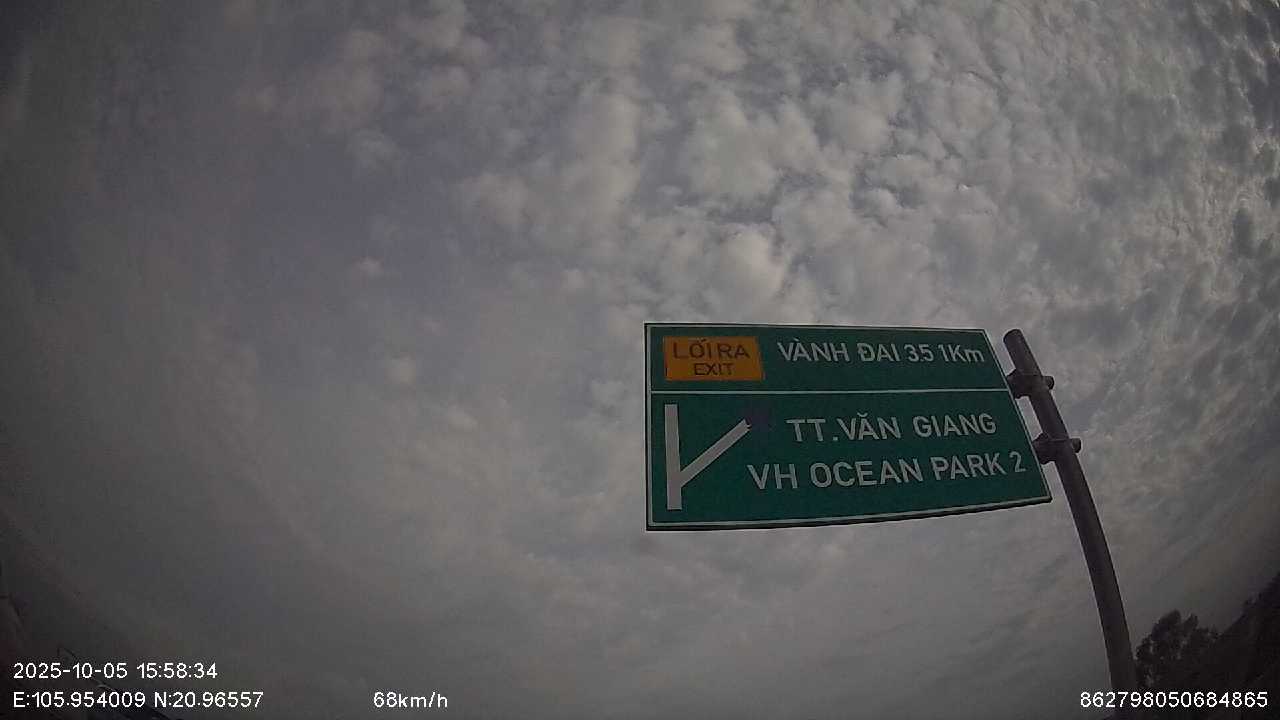 LỐI RA
EXIT
VÀNH ĐAI 3.5 1Km
TT.VĂN GIANG
VH OCEAN PARK 2
2025-10-05 15:58:34
E:105.954009 N:20.96557
68km/h
862798050684865